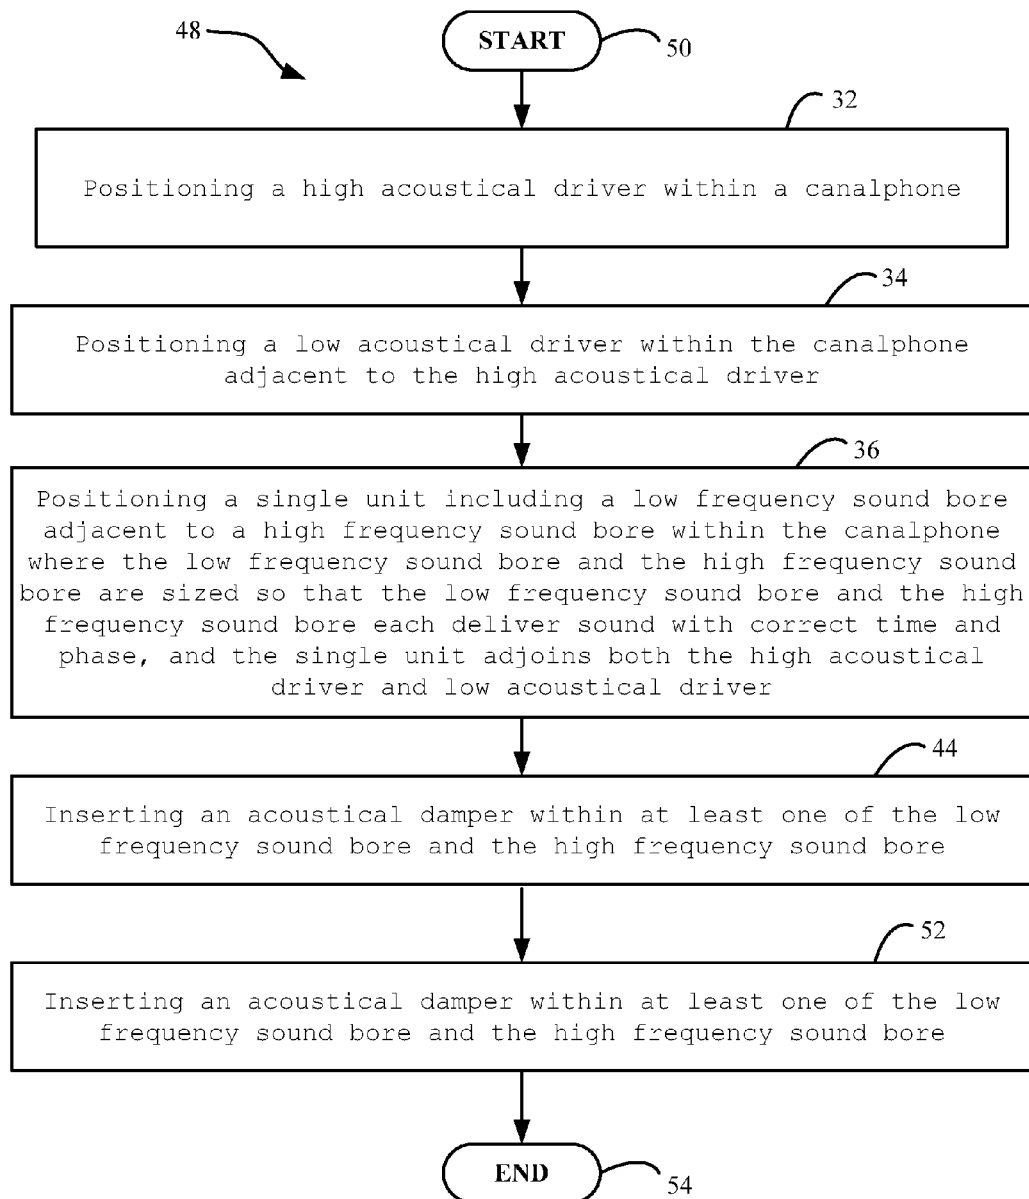 48
START
50
32
Positioning a high acoustical driver within a canalphone
34
Positioning a low acoustical driver within the canalphone
adjacent to the high acoustical driver
36
Positioning a single unit including a low frequency sound bore
adjacent to a high frequency sound bore within the canalphone
where the low frequency sound bore and the high frequency sound
bore are sized so that the low frequency sound bore and the high
frequency sound bore each deliver sound with correct time and
phase, and the single unit adjoins both the high acoustical
driver and low acoustical driver
44
Inserting an acoustical damper within at least one of the low
frequency sound bore and the high frequency sound bore
52
Inserting an acoustical damper within at least one of the low
frequency sound bore and the high frequency sound bore
END
54